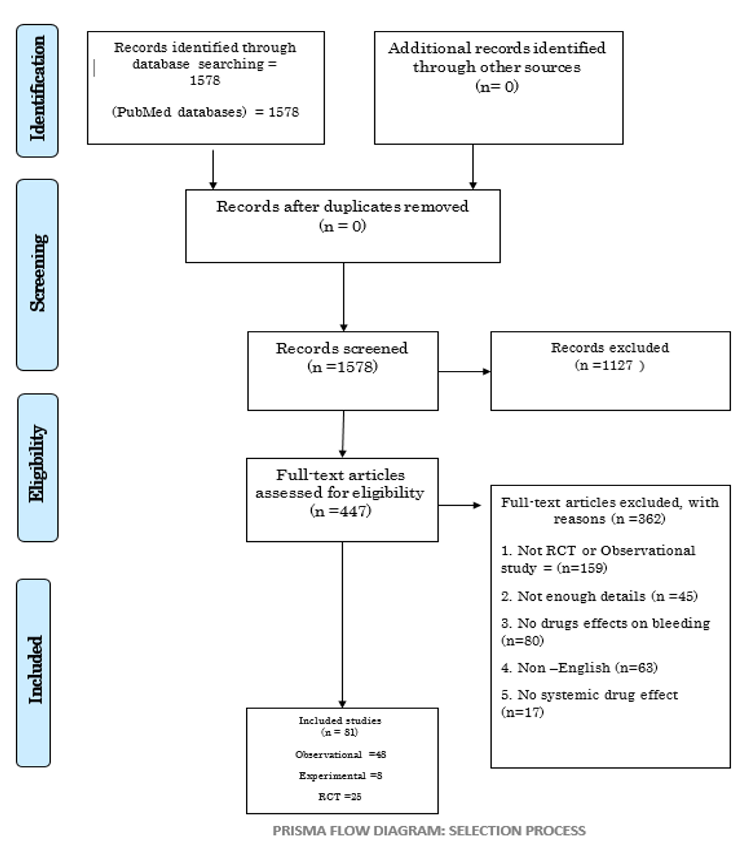 Identification
Records identified through
database searching =
1578
(PubMed databases) = 1578
Additional records identified
through other sources
(n= 0)
Screening
Records after duplicates removed
(n = 0)
Records screened
(n =1578)
Records excluded
(n =1127 )
Eligibility
Full-text articles
assessed for eligibility
(n =447)
Full-text articles excluded, with
reasons (n =362)
1. Not RCT or Observational
study = (n=159)
2. Not enough details (n =45)
3. No drugs effects on bleeding
(n=80)
4. Non –English (n=63)
5. No systemic drug effect
(n=17)
Included
Included studies
(n = 81)
Observational =48
Experimental =8
RCT =25
PRISMA FLOW DIAGRAM: SELECTION PROCESS